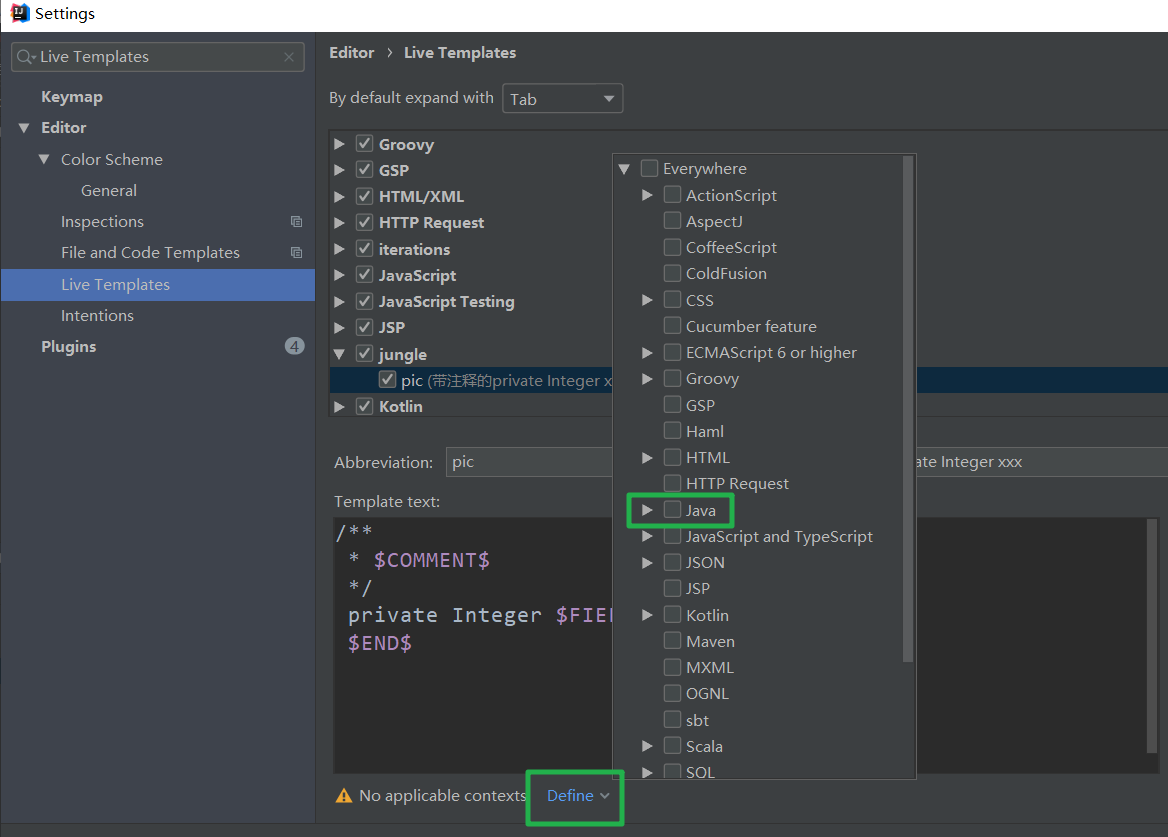 Settings
Live Templates
Keymap
Editor
Color Scheme
General
Inspections
File and Code Templates
Live Templates
Intentions
Plugins
4
Editor › Live Templates
By default expand with Tab
Groovy
GSP
HTML/XML
HTTP Request
iterations
JavaScript
JavaScript Testing
JSP
jungle
pic (带注释的private Integer x
Kotlin
Everywhere
ActionScript
AspectJ
CoffeeScript
ColdFusion
CSS
Cucumber feature
ECMAScript 6 or higher
Groovy
GSP
Haml
HTML
HTTP Request
Java
JavaScript and TypeScript
JSON
JSP
Kotlin
Maven
MXML
OGNL
sbt
Scala
SQL
Abbreviation: pic
ate Integer xxx
Template text:
/**
* $COMMENT$
*/
private Integer $FIE
$END$
No applicable contexts
Define